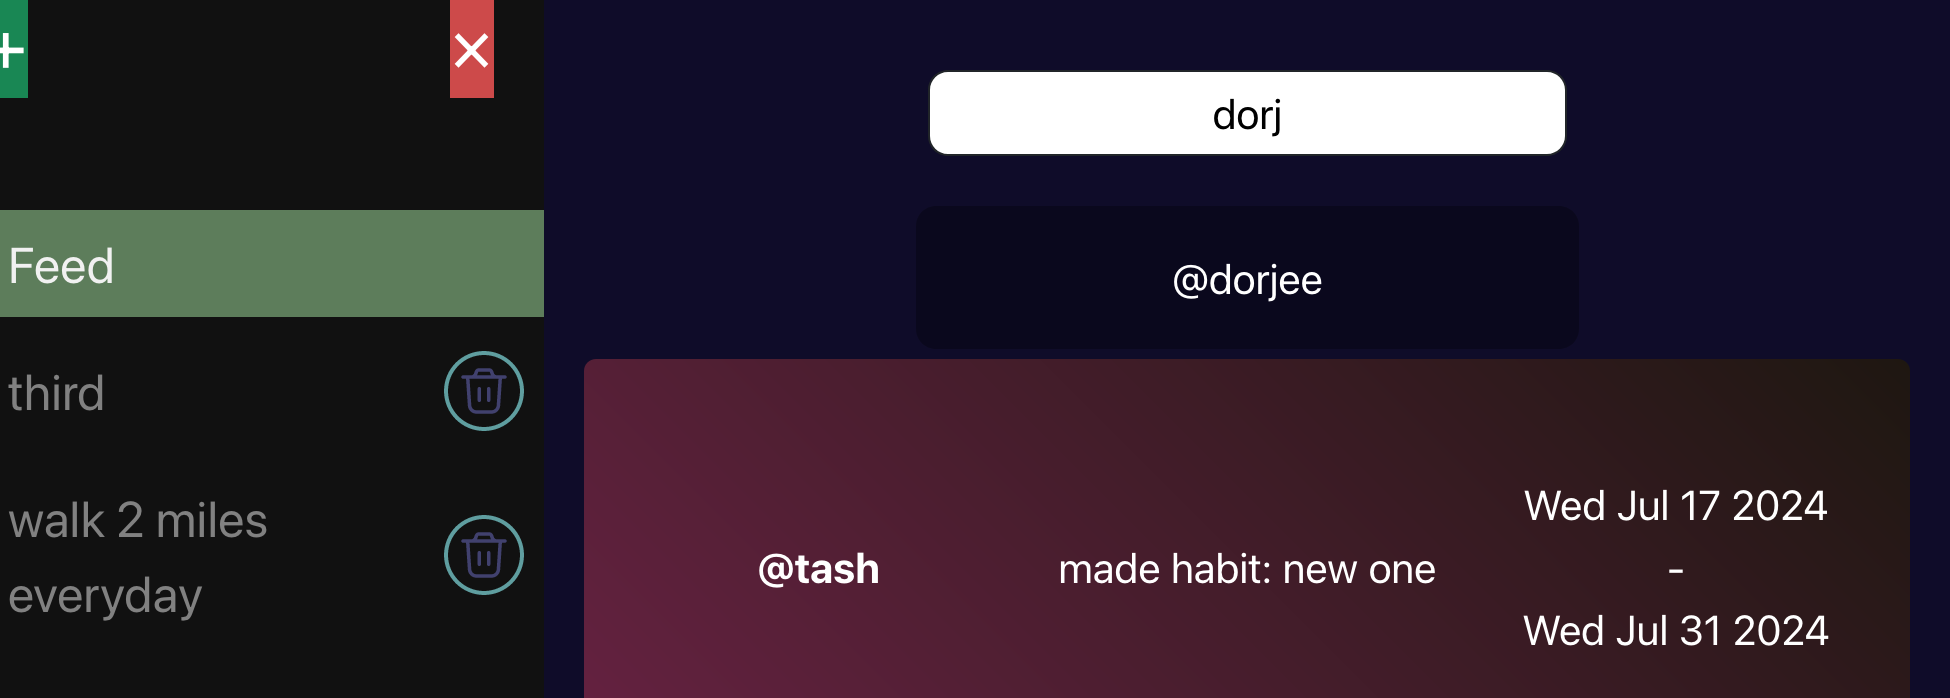 +
×
dorj
Feed
@dorjee
third
walk 2 miles
everyday
@tash
made habit: new one
Wed Jul 17 2024
-
Wed Jul 31 2024